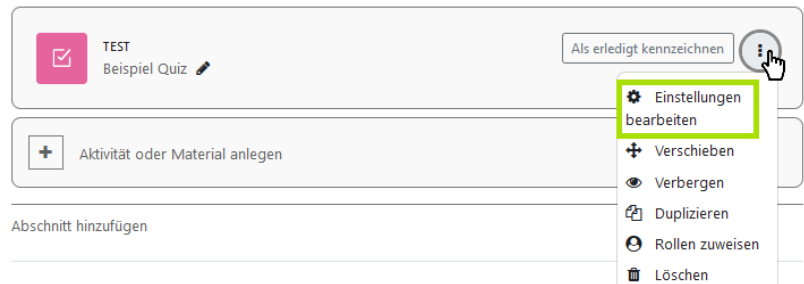 TEST
Beispiel Quiz
Als erledigt kennzeichnen
Einstellungen
bearbeiten
Aktivität oder Material anlegen
Verschieben
Verbergen
Abschnitt hinzufügen
Duplizieren
Rollen zuweisen
Löschen